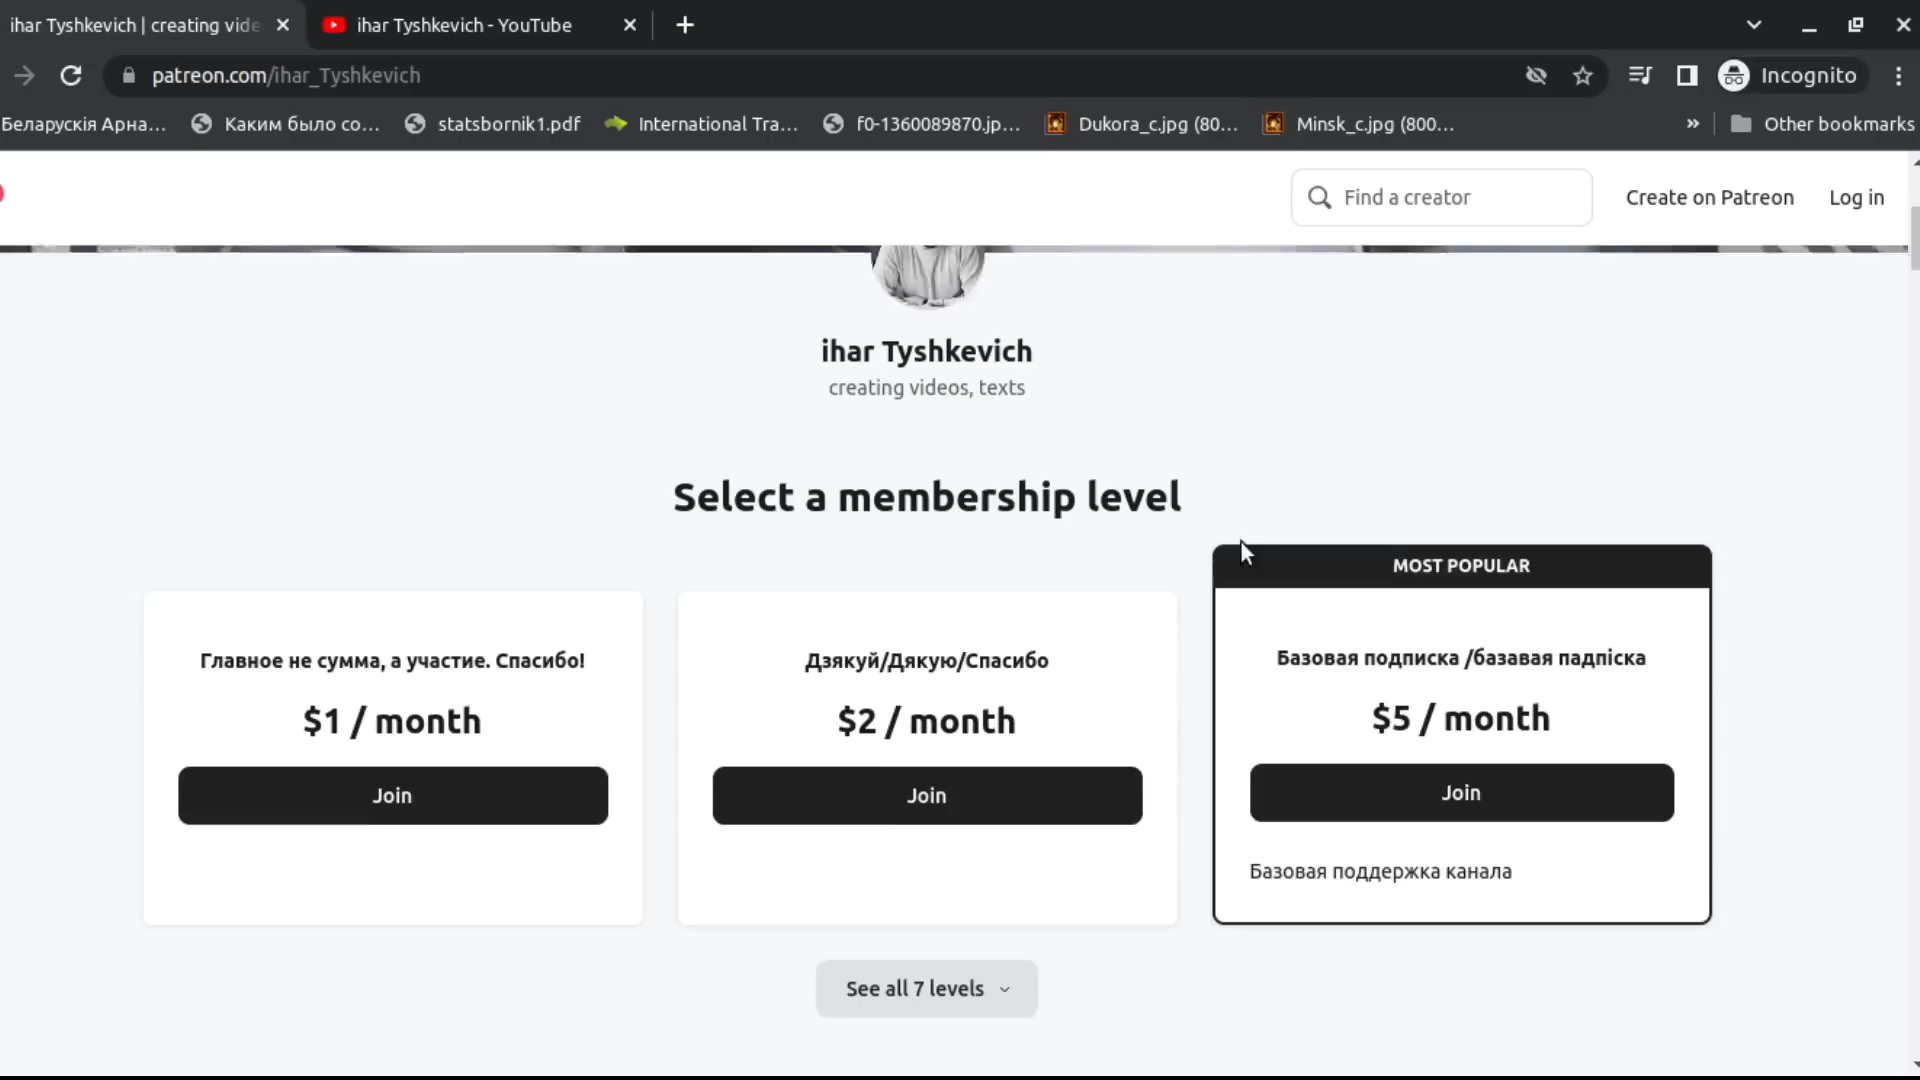 ihar Tyshkevich | creating vide
ihar Tyshkevich - YouTube
patreon.com/ihar_Tyshkevich
Incognito
Беларускія Арна...
Каким было со...
statsbornik1.pdf
International Tra...
f0-1360089870.jp...
Dukora_c.jpg (80...
Minsk_c.jpg (800...
»
Other bookmarks
Find a creator
Create on Patreon
Log in
ihar Tyshkevich
creating videos, texts
Select a membership level
MOST POPULAR
Главное не сумма, а участие. Спасибо!
$1 / month
Join
Дзякуй/Дякую/Спасибо
$2 / month
Join
Базовая подписка /базавая падпіска
$5 / month
Join
Базовая поддержка канала
See all 7 levels